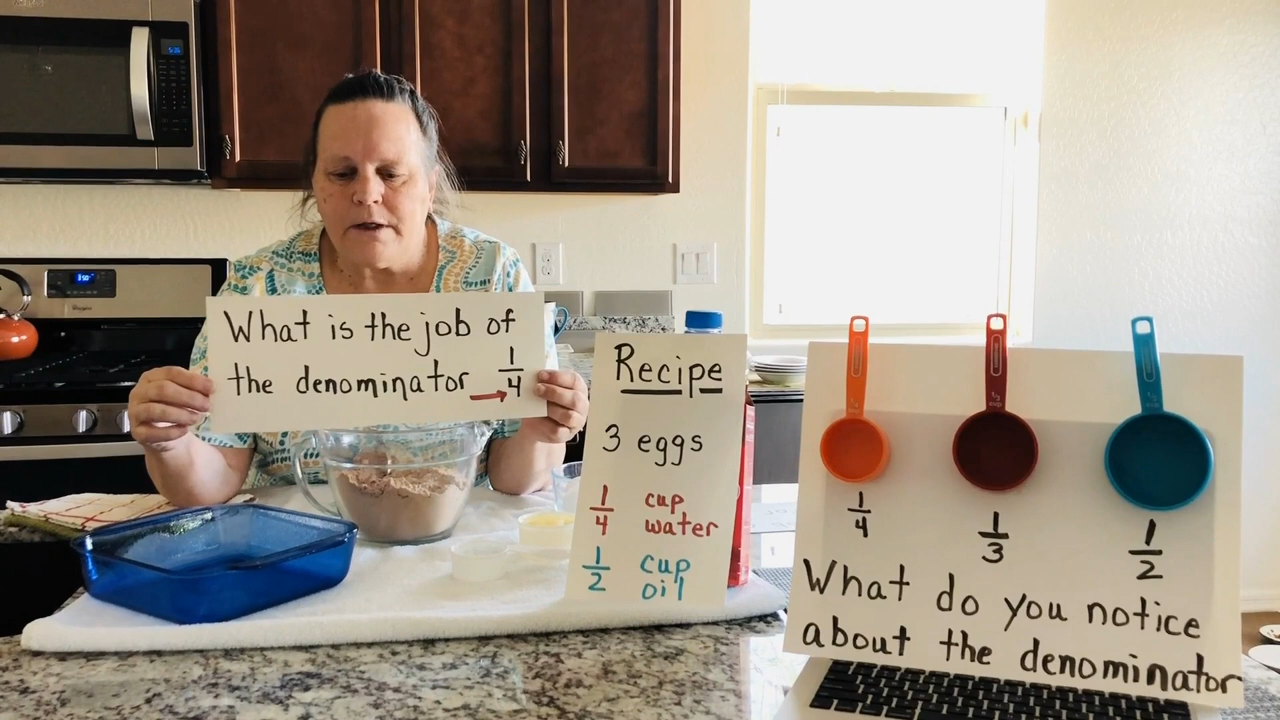 What is the job of
the denominator → 1/4
Recipe
3 eggs
1/4 cup water
1/2 cup oil
1/4 1/3 1/2
What do you notice
about the denominator